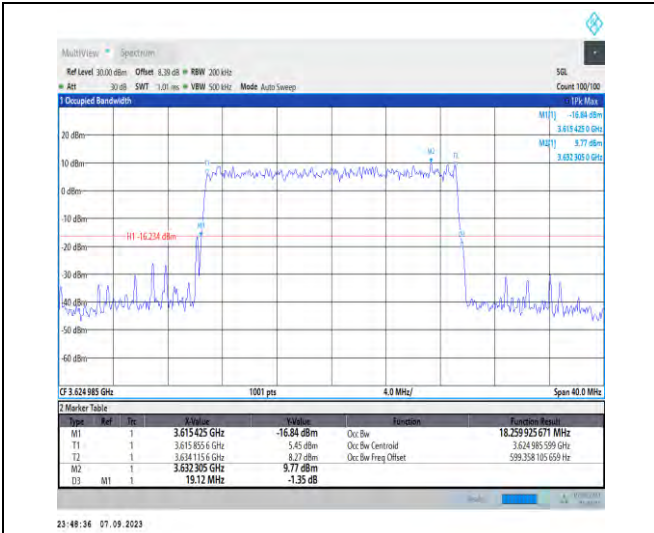 MultiView Spectrum
Ref Level 30.00 dBm Offset 8.39 dB RBW 200 kHz SGL
Att 30 dB SWT 1.01 ms VBW 500 kHz Mode Auto Sweep Count 100/100
1 Occupied Bandwidth 1Pk Max
M1[1] -16.84 dBm
3.615 425 0 GHz
M2[1] 9.77 dBm
3.632 305 0 GHz
20 dBm
M2
T1 T2
10 dBm
0 dBm
-10 dBm
M1
H1 -16.234 dBm
D3
-20 dBm
-30 dBm
-40 dBm
-50 dBm
-60 dBm
CF 3.624 985 GHz 1001 pts 4.0 MHz/ Span 40.0 MHz
2 Marker Table
Type Ref Trc X-Value Y-Value Function Function Result
M1 1 3.615 425 GHz -16.84 dBm Occ Bw 18.259 925 671 MHz
T1 1 3.615 855 6 GHz 5.45 dBm Occ Bw Centroid 3.624 985 599 GHz
T2 1 3.634 115 6 GHz 8.27 dBm Occ Bw Freq Offset 599.358 105 659 Hz
M2 1 3.632 305 GHz 9.77 dBm
D3 M1 1 19.12 MHz -1.35 dB
23:48:36 07.09.2023